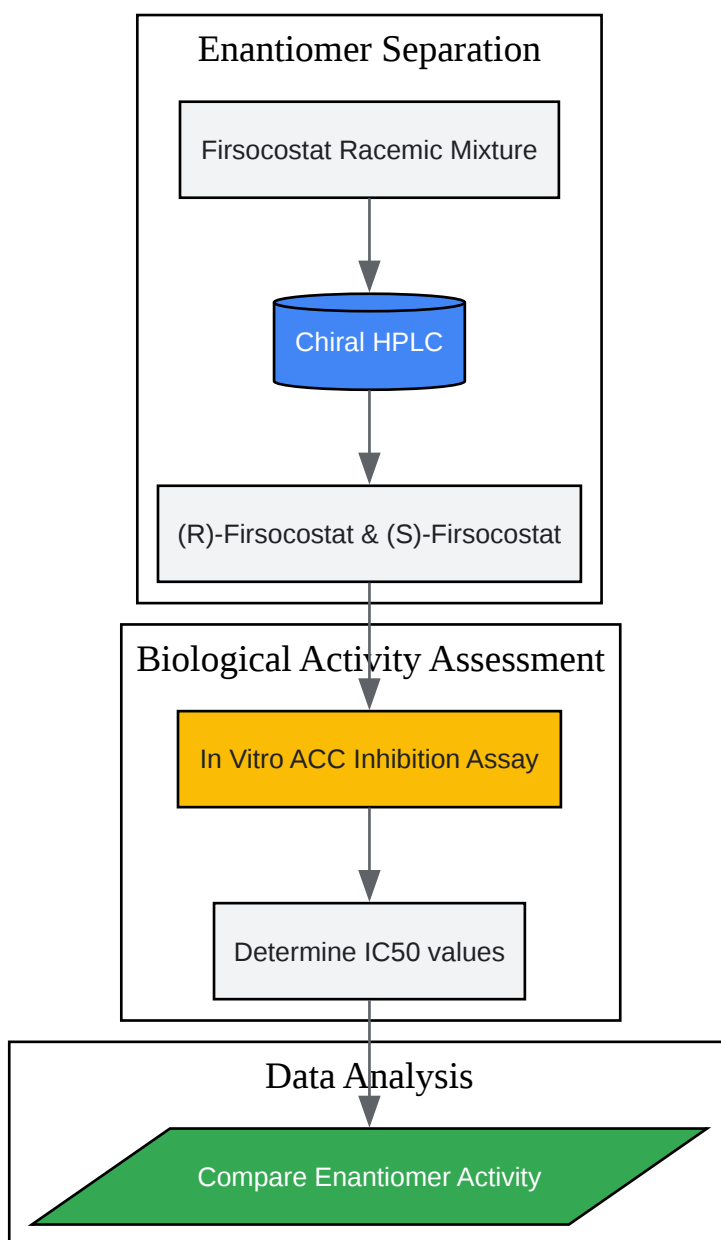 Enantiomer Separation
Firsocostat Racemic Mixture
Chiral HPLC
(R)-Firsocostat & (S)-Firsocostat
Biological Activity Assessment
In Vitro ACC Inhibition Assay
Determine IC50 values
Data Analysis
Compare Enantiomer Activity